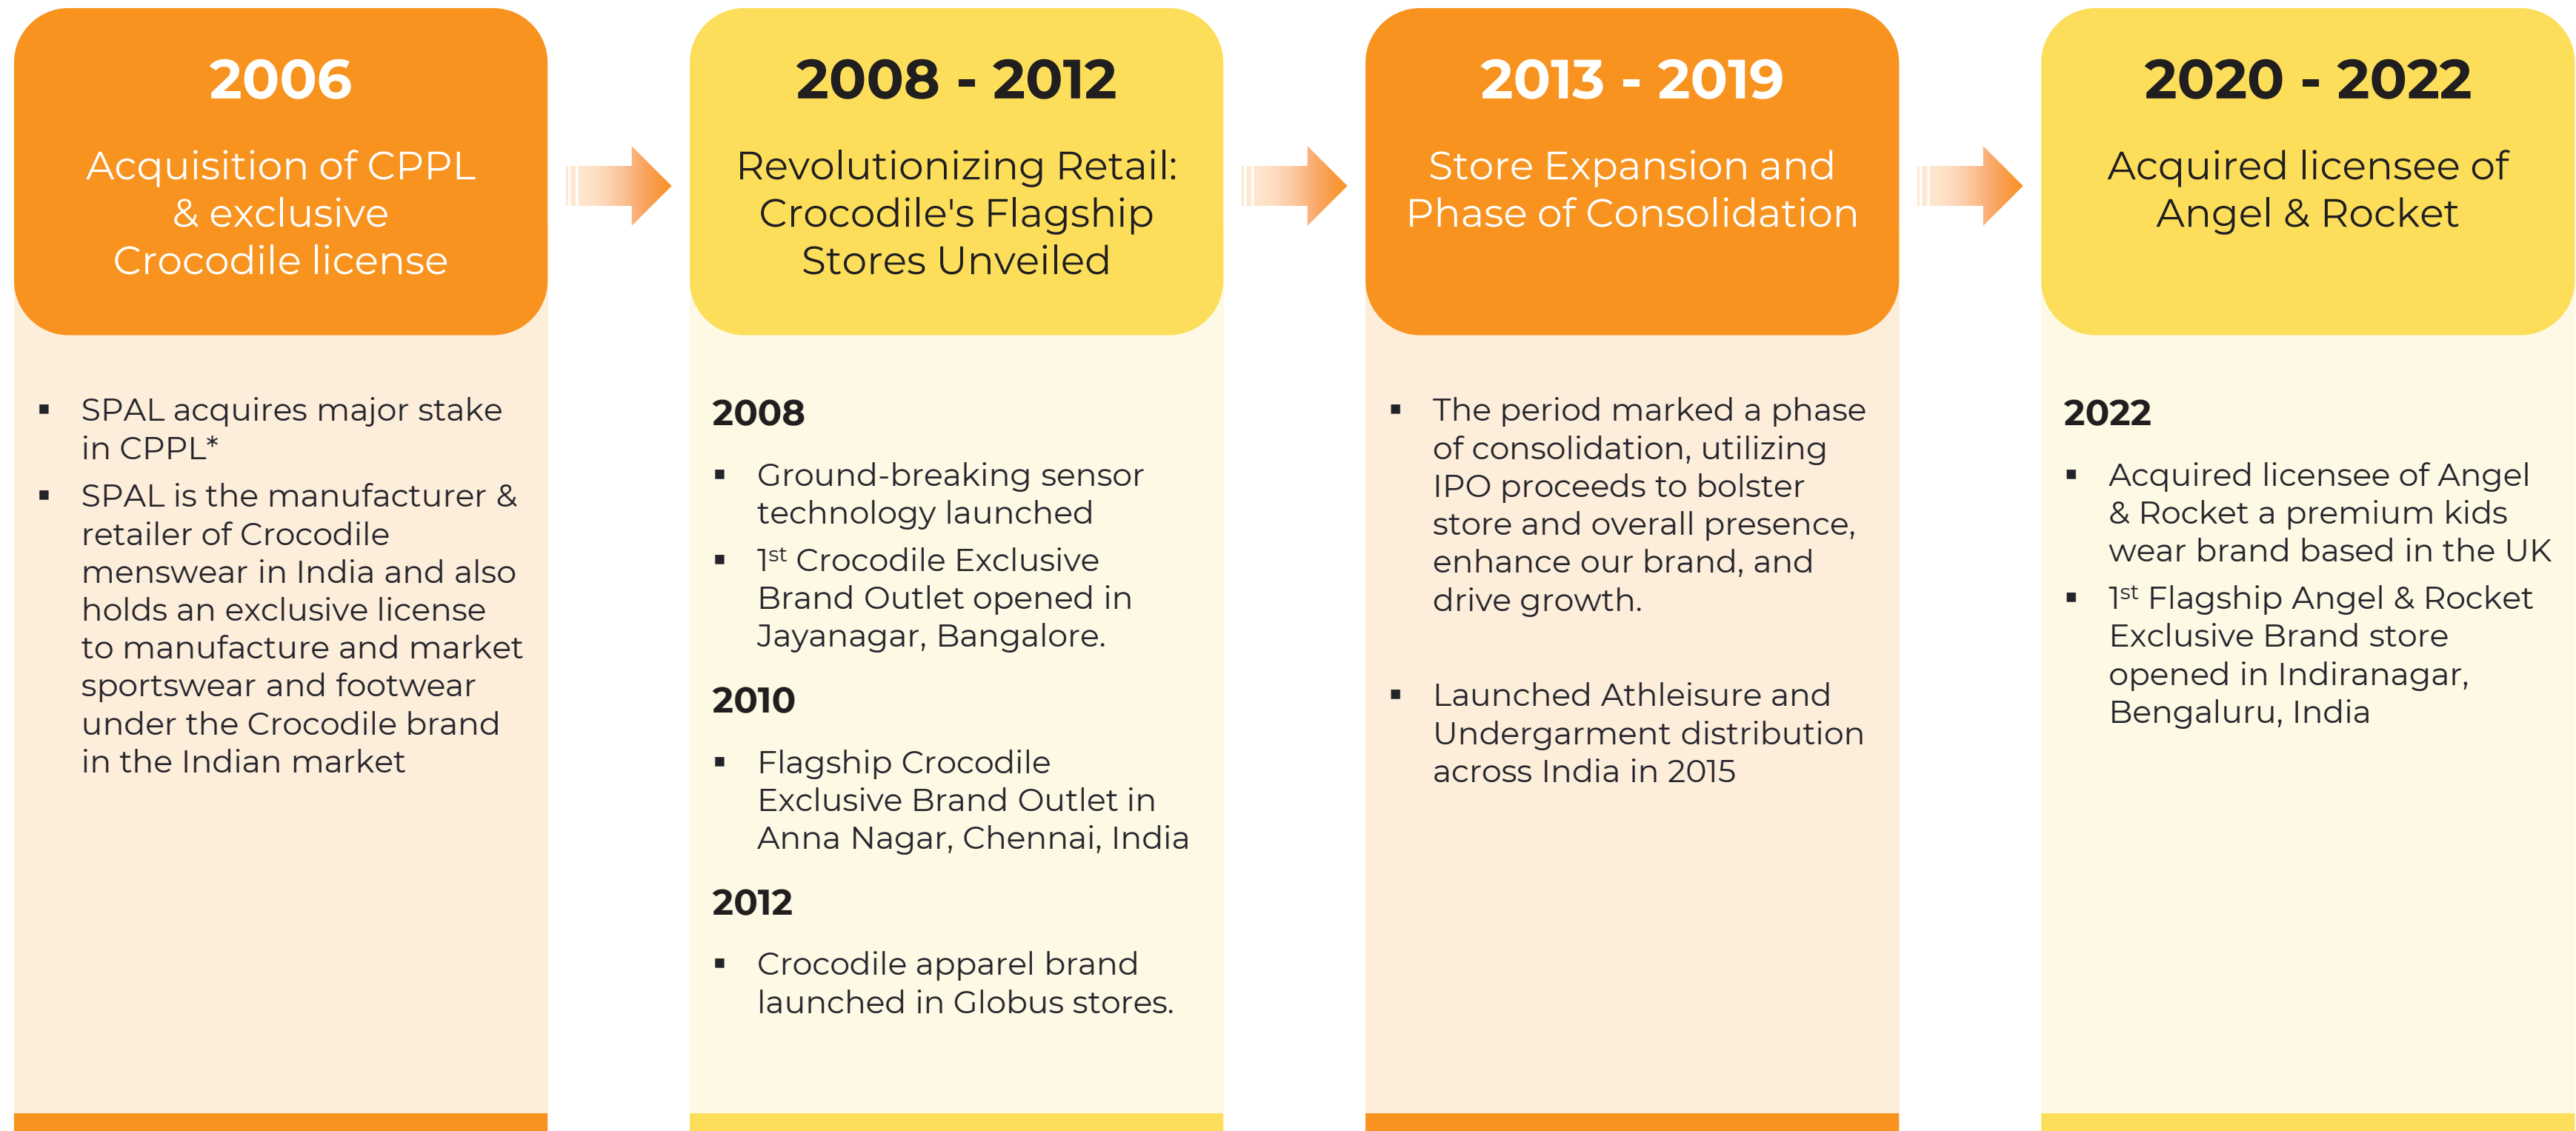 2006
Acquisition of CPPL
& exclusive
Crocodile license
▪ SPAL acquires major stake
in CPPL*
▪ SPAL is the manufacturer &
retailer of Crocodile
menswear in India and also
holds an exclusive license
to manufacture and market
sportswear and footwear
under the Crocodile brand
in the Indian market
2008 - 2012
Revolutionizing Retail:
Crocodile's Flagship
Stores Unveiled
2008
▪ Ground-breaking sensor
technology launched
▪ 1st Crocodile Exclusive
Brand Outlet opened in
Jayanagar, Bangalore.
2010
▪ Flagship Crocodile
Exclusive Brand Outlet in
Anna Nagar, Chennai, India
2012
▪ Crocodile apparel brand
launched in Globus stores.
2013 - 2019
Store Expansion and
Phase of Consolidation
▪ The period marked a phase
of consolidation, utilizing
IPO proceeds to bolster
store and overall presence,
enhance our brand, and
drive growth.
▪ Launched Athleisure and
Undergarment distribution
across India in 2015
2020 - 2022
Acquired licensee of
Angel & Rocket
2022
▪ Acquired licensee of Angel
& Rocket a premium kids
wear brand based in the UK
▪ 1st Flagship Angel & Rocket
Exclusive Brand store
opened in Indiranagar,
Bengaluru, India